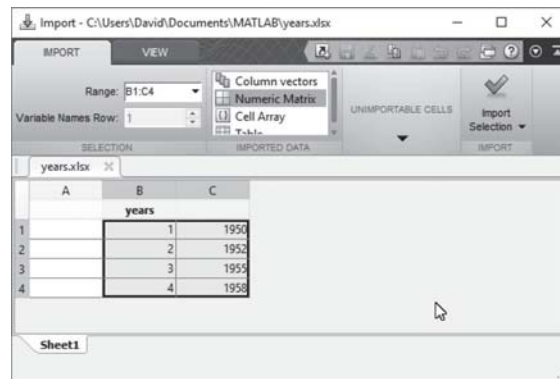 Import - C:\Users\David\Documents\MATLAB\years.xlsx
IMPORT VIEW
Range: B1:C4
Variable Names Row: 1
SELECTION
Column vectors
Numeric Matrix
Cell Array
Table
IMPORTED DATA
UNIMPORTABLE CELLS
Import
Selection
IMPORT
years.xlsx
A B C
years
1 1 1950
2 2 1952
3 3 1955
4 4 1958
Sheet1